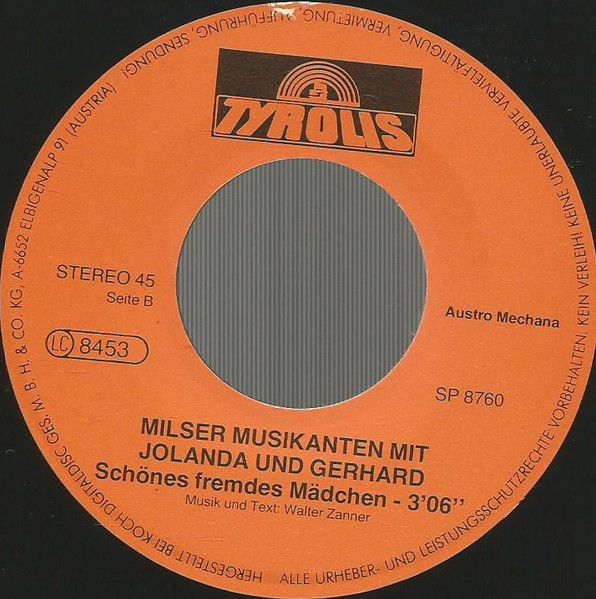 TYROLIS
STEREO 45
Seite B
LC 8453
Austro Mechana
SP 8760
MILSER MUSIKANTEN MIT
JOLANDA UND GERHARD
Schönes fremdes Mädchen - 3'06"
Musik und Text: Walter Zanner
HERGESTELLT BEI KOCH DIGITALDISC GES. M. B. H. & CO. KG, A-6652 ELBIGENALP 91 (AUSTRIA)
ALLE URHEBER- UND LEISTUNGSSCHUTZRECHTE VORBEHALTEN. KEIN VERLEIH! KEINE UNERLAUBTE VERVIELFÄLTIGUNG, VERMIETUNG, AUFFÜHRUNG, SENDUNG!